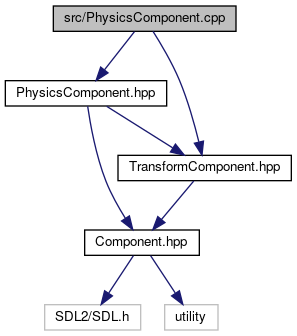 src/PhysicsComponent.cpp
PhysicsComponent.hpp
TransformComponent.hpp
Component.hpp
SDL2/SDL.h
utility